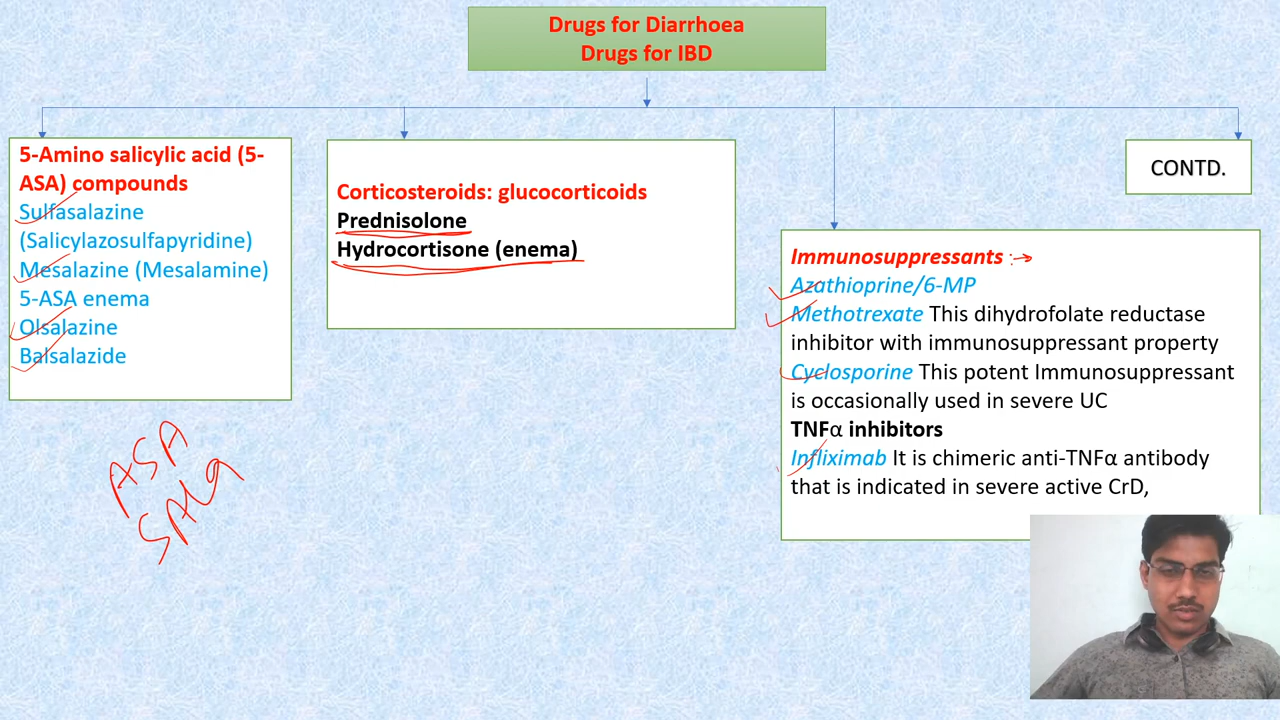 Drugs for Diarrhoea
Drugs for IBD
5-Amino salicylic acid (5-
ASA) compounds
Sulfasalazine
(Salicylazosulfapyridine)
Mesalazine (Mesalamine)
5-ASA enema
Olsalazine
Balsalazide
ASA
Corticosteroids: glucocorticoids
Prednisolone
Hydrocortisone (enema)
CONTD.
Immunosuppressants :→
Azathioprine/6-MP
Methotrexate This dihydrofolate reductase
inhibitor with immunosuppressant property
Cyclosporine This potent Immunosuppressant
is occasionally used in severe UC
TNFα inhibitors
Infliximab It is chimeric anti-TNFα antibody
that is indicated in severe active CrD,